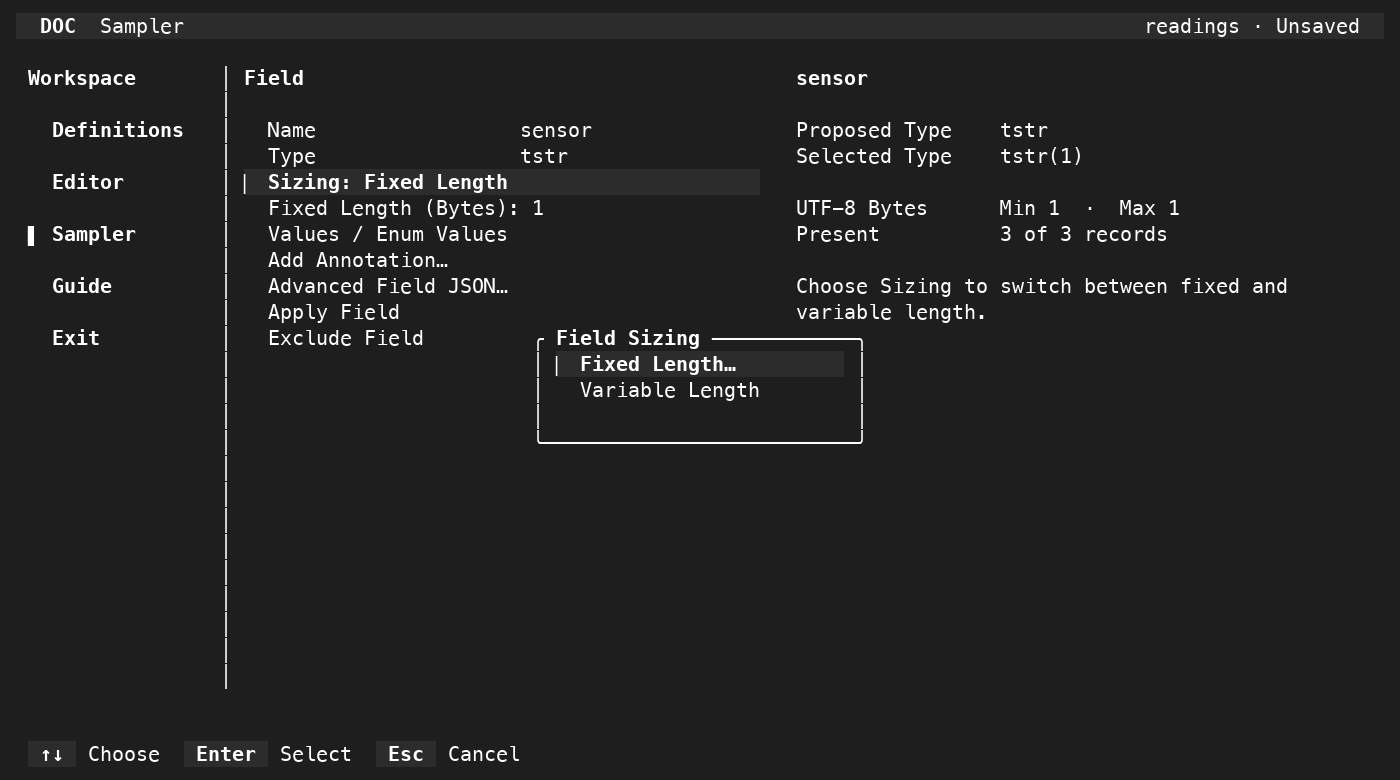 DOC Sampler readings · Unsaved
Workspace
Definitions
Editor
Sampler
Guide
Exit
Field
Name sensor
Type tstr
Sizing: Fixed Length
Fixed Length (Bytes): 1
Values / Enum Values
Add Annotation…
Advanced Field JSON…
Apply Field
Exclude Field
sensor
Proposed Type tstr
Selected Type tstr(1)
UTF-8 Bytes Min 1 · Max 1
Present 3 of 3 records
Choose Sizing to switch between fixed and
variable length.
Field Sizing
Fixed Length…
Variable Length
↑↓ Choose Enter Select Esc Cancel